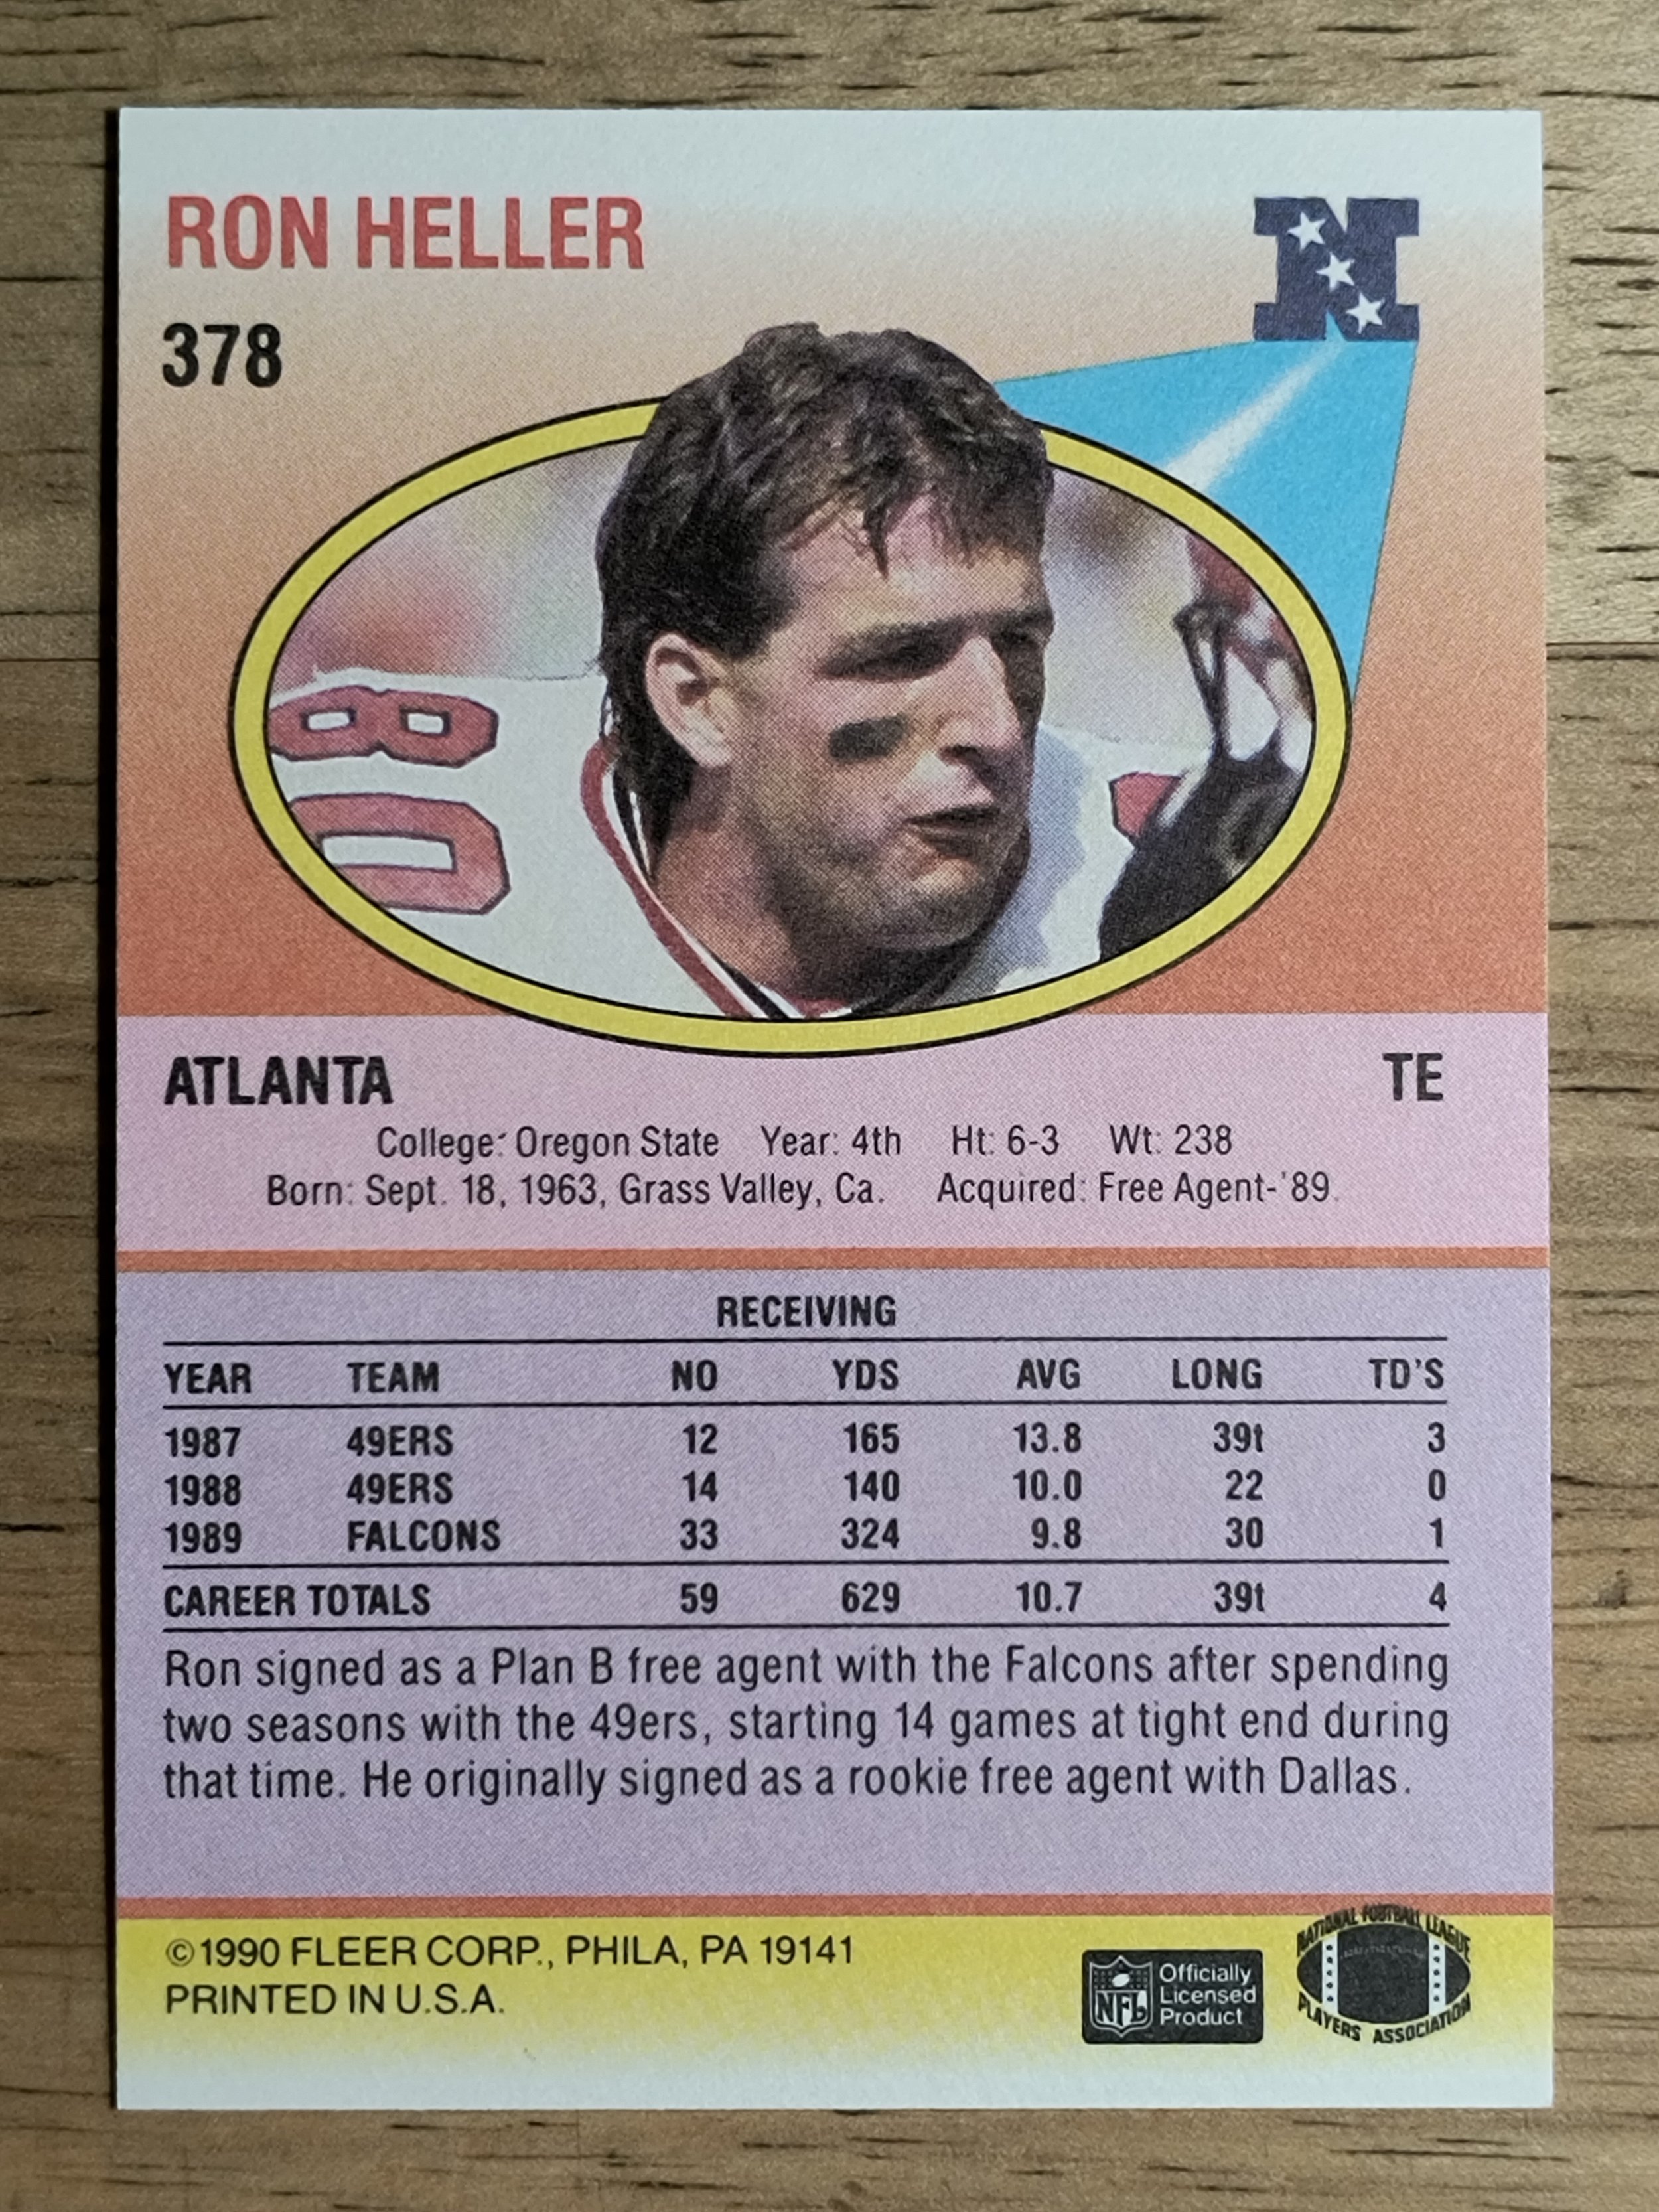 RON HELLER
378
N
80
ATLANTA TE
College: Oregon State Year: 4th Ht: 6-3 Wt: 238
Born: Sept. 18, 1963, Grass Valley, Ca. Acquired: Free Agent-'89.
RECEIVING
YEAR TEAM NO YDS AVG LONG TD'S
1987 49ERS 12 165 13.8 39t 3
1988 49ERS 14 140 10.0 22 0
1989 FALCONS 33 324 9.8 30 1
CAREER TOTALS 59 629 10.7 39t 4
Ron signed as a Plan B free agent with the Falcons after spending
two seasons with the 49ers, starting 14 games at tight end during
that time. He originally signed as a rookie free agent with Dallas.
©1990 FLEER CORP., PHILA, PA 19141
PRINTED IN U.S.A.
NFL
Officially
Licensed
Product
NATIONAL FOOTBALL LEAGUE
PLAYERS ASSOCIATION